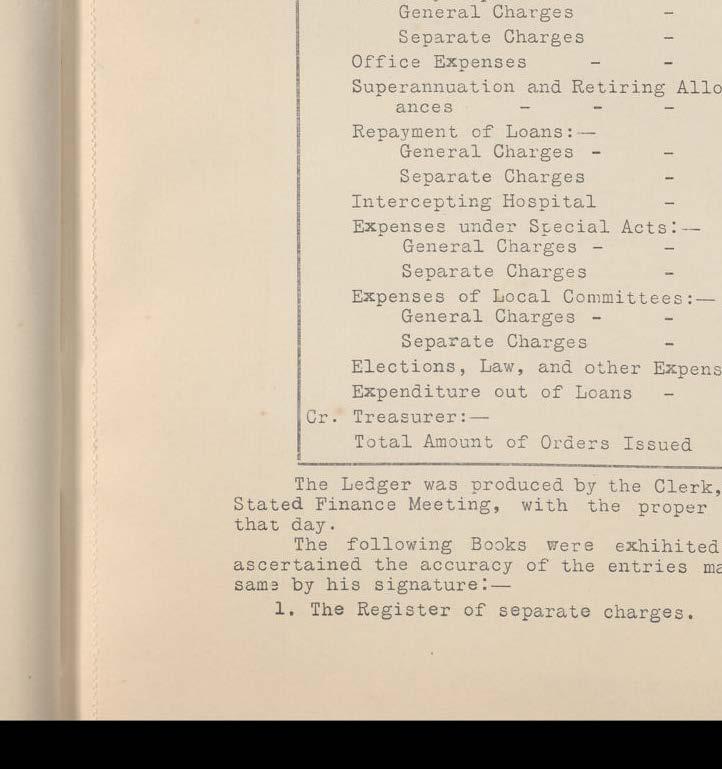 General Charges -
Separate Charges -
Office Expenses - -
Superannuation and Retiring Allo
ances - - -
Repayment of Loans:—
General Charges - -
Separate Charges -
Intercepting Hospital -
Expenses under Special Acts:—
General Charges - -
Separate Charges -
Expenses of Local Committees:—
General Charges - -
Separate Charges -
Elections, Law, and other Expens
Expenditure out of Loans -
Cr. Treasurer:—
Total Amount of Orders Issued
The Ledger was produced by the Clerk,
Stated Finance Meeting, with the proper
that day.
The following Books were exhihited
ascertained the accuracy of the entries ma
same by his signature:—
1. The Register of separate charges.